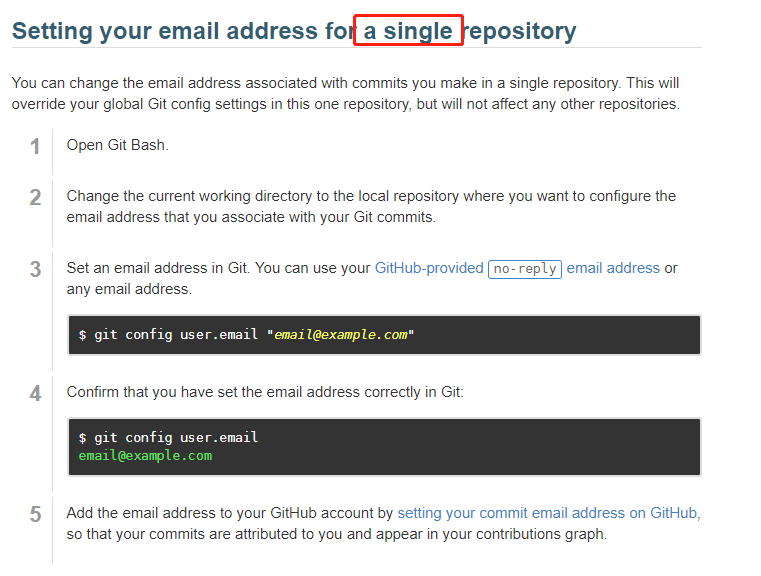 Setting your email address for a single repository
You can change the email address associated with commits you make in a single repository. This will
override your global Git config settings in this one repository, but will not affect any other repositories.
1 Open Git Bash.
2 Change the current working directory to the local repository where you want to configure the
email address that you associate with your Git commits.
3 Set an email address in Git. You can use your GitHub-provided no-reply email address or
any email address.
$ git config user.email "email@example.com"
4 Confirm that you have set the email address correctly in Git:
$ git config user.email
email@example.com
5 Add the email address to your GitHub account by setting your commit email address on GitHub,
so that your commits are attributed to you and appear in your contributions graph.